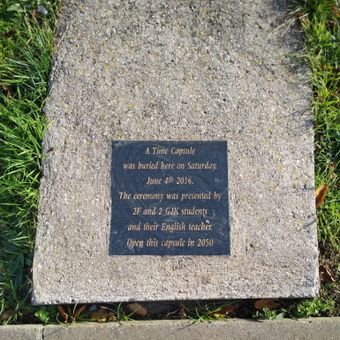 A Time Capsule
was buried here on Saturday,
June 4th 2016.
The ceremony was presented by
2F and 2 GIK students
and their English teacher.
Open this capsule in 2050